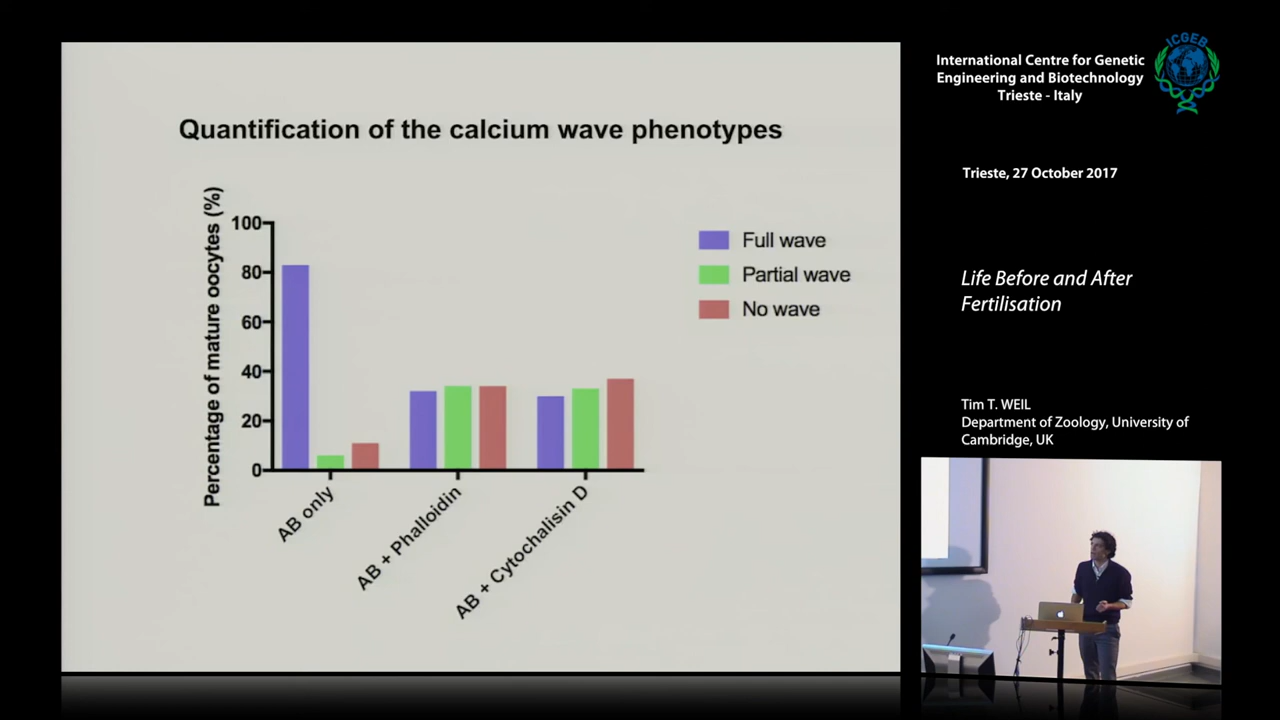 Quantification of the calcium wave phenotypes
Percentage of mature oocytes (%)
100
80
60
40
20
0
AB only
AB + Phalloidin
AB + Cytochalisin D
Full wave
Partial wave
No wave
International Centre for Genetic
Engineering and Biotechnology
Trieste - Italy
ICGEB
Trieste, 27 October 2017
Life Before and After
Fertilisation
Tim T. WEIL
Department of Zoology, University of
Cambridge, UK